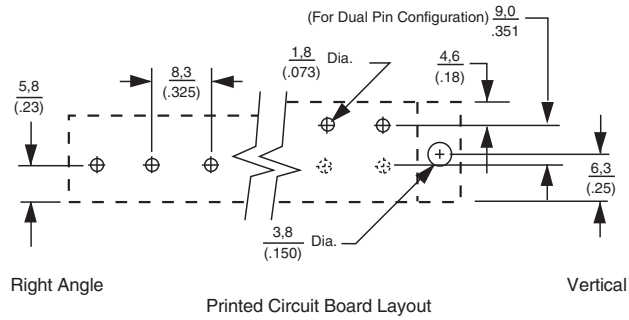 (For Dual Pin Configuration) 9,0
.351
1,8 Dia.
(.073)
4,6
(.18)
8,3
(.325)
5,8
(.23)
6,3
(.25)
3,8 Dia.
(.150)
Right Angle
Vertical
Printed Circuit Board Layout